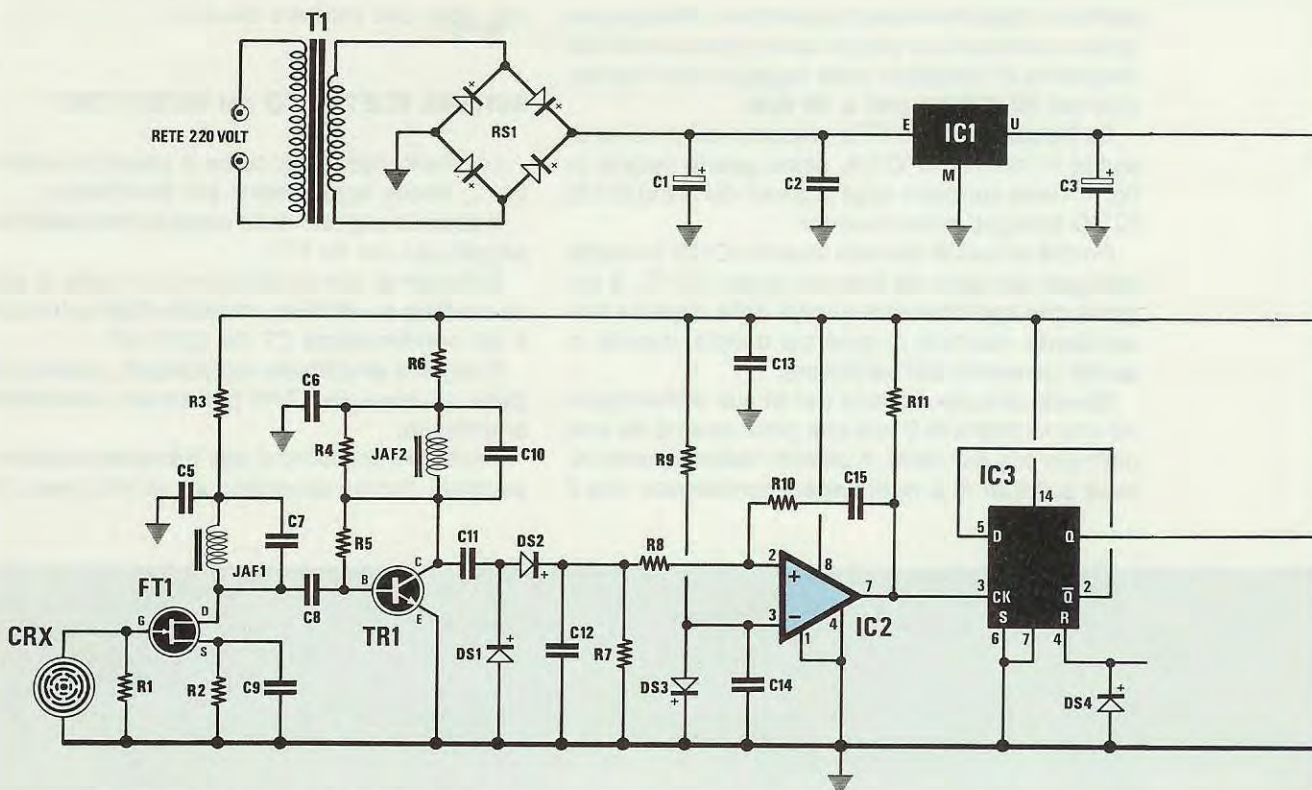 T1
RETE 220 VOLT
RS1
C1
+
C2
E
IC1
U
M
C3
+
R3
C6
R6
R4
JAF2
C10
C13
R9
R11
C5
C7
R5
JAF1
R10
C15
IC3
14
5
D
Q
FT1
C8
C11
DS2
+
R8
2
+
8
7
3
CK
Q
2
CRX
G
D
S
B
C
E
TR1
3
−
4
1
IC2
S
R
6
7
4
R1
R2
C9
DS1
+
C12
R7
DS3
+
C14
DS4
+